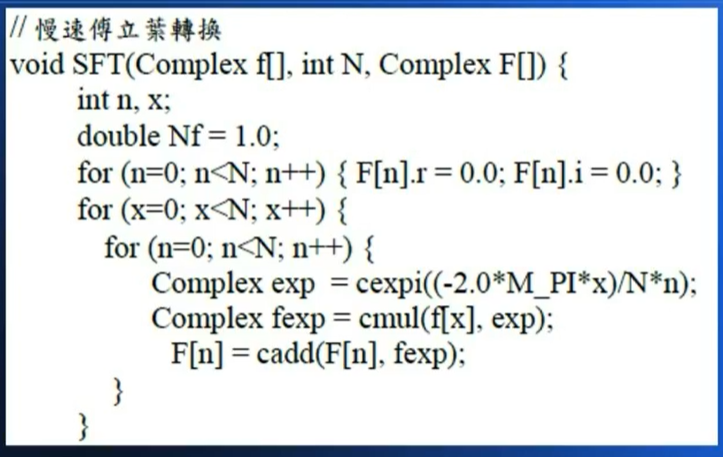 // 慢速傅立葉轉換
void SFT(Complex f[], int N, Complex F[]) {
int n, x;
double Nf = 1.0;
for (n=0; n<N; n++) { F[n].r = 0.0; F[n].i = 0.0; }
for (x=0; x<N; x++) {
for (n=0; n<N; n++) {
Complex exp = cexpi((-2.0*M_PI*x)/N*n);
Complex fexp = cmul(f[x], exp);
F[n] = cadd(F[n], fexp);
}
}